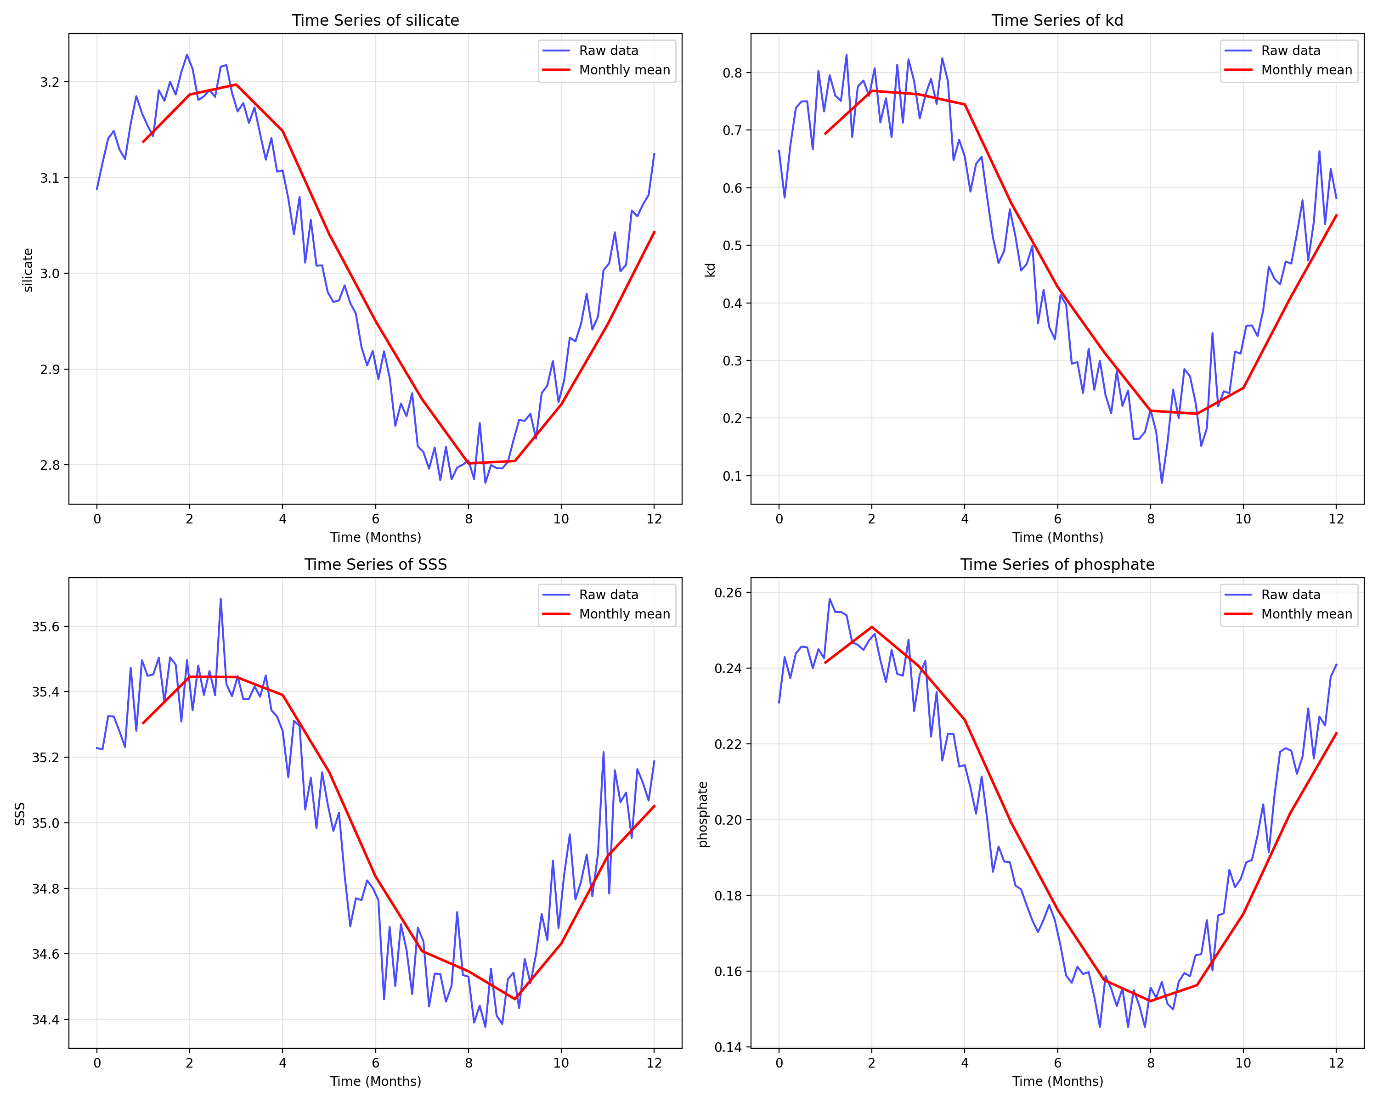 Time Series of silicate
Raw data
Monthly mean
3.2
3.1
3.0
2.9
2.8
silicate
0 2 4 6 8 10 12
Time (Months)
Time Series of kd
Raw data
Monthly mean
0.8
0.7
0.6
0.5
0.4
0.3
0.2
0.1
kd
0 2 4 6 8 10 12
Time (Months)
Time Series of SSS
Raw data
Monthly mean
35.6
35.4
35.2
35.0
34.8
34.6
34.4
SSS
0 2 4 6 8 10 12
Time (Months)
Time Series of phosphate
Raw data
Monthly mean
0.26
0.24
0.22
0.20
0.18
0.16
0.14
phosphate
0 2 4 6 8 10 12
Time (Months)